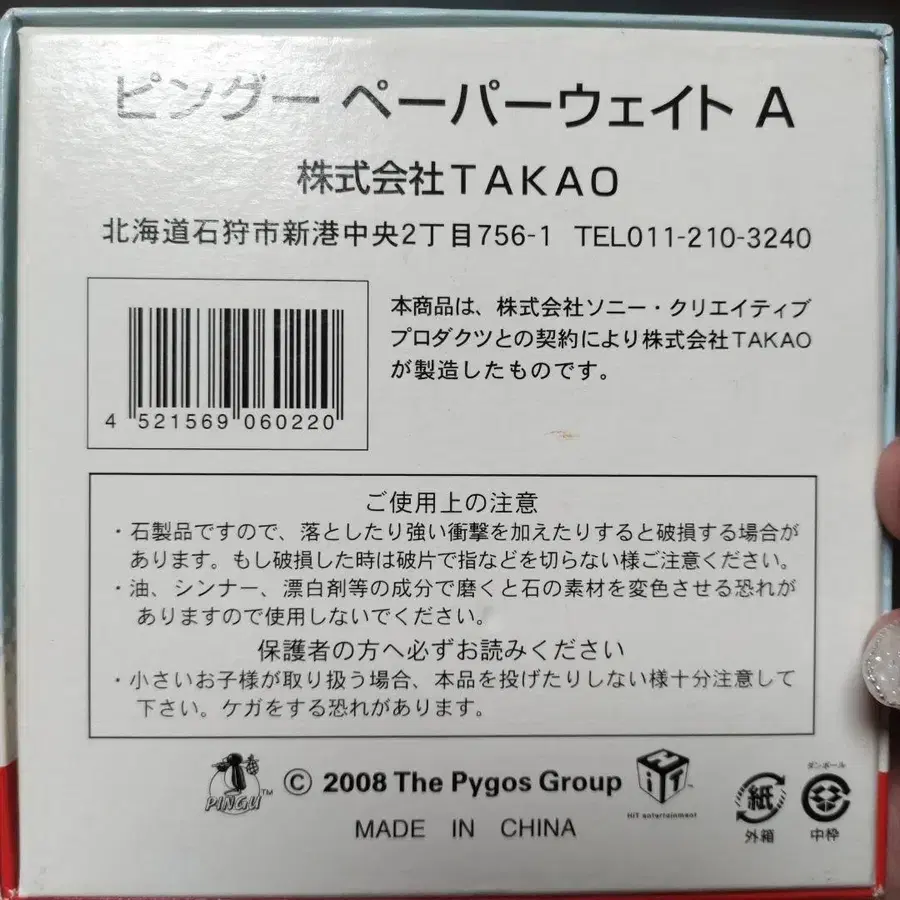 ピングー ペーパーウェイト A
株式会社TAKAO
北海道石狩市新港中央2丁目756-1 TEL011-210-3240
本商品は、株式会社ソニー・クリエイティブ
プロダクツとの契約により株式会社TAKAO
が製造したものです。
4 521569 060220
ご使用上の注意
・石製品ですので、落としたり強い衝撃を加えたりすると破損する場合が
あります。もし破損した時は破片で指などを切らない様ご注意ください。
・油、シンナー、漂白剤等の成分で磨くと石の素材を変色させる恐れが
ありますので使用しないでください。
保護者の方へ必ずお読みください
・小さいお子様が取り扱う場合、本品を投げたりしない様十分注意して
下さい。ケガをする恐れがあります。
PINGU™ © 2008 The Pygos Group
HiT
HiT entertainment
MADE IN CHINA
紙
外箱
ダンボール
中枠